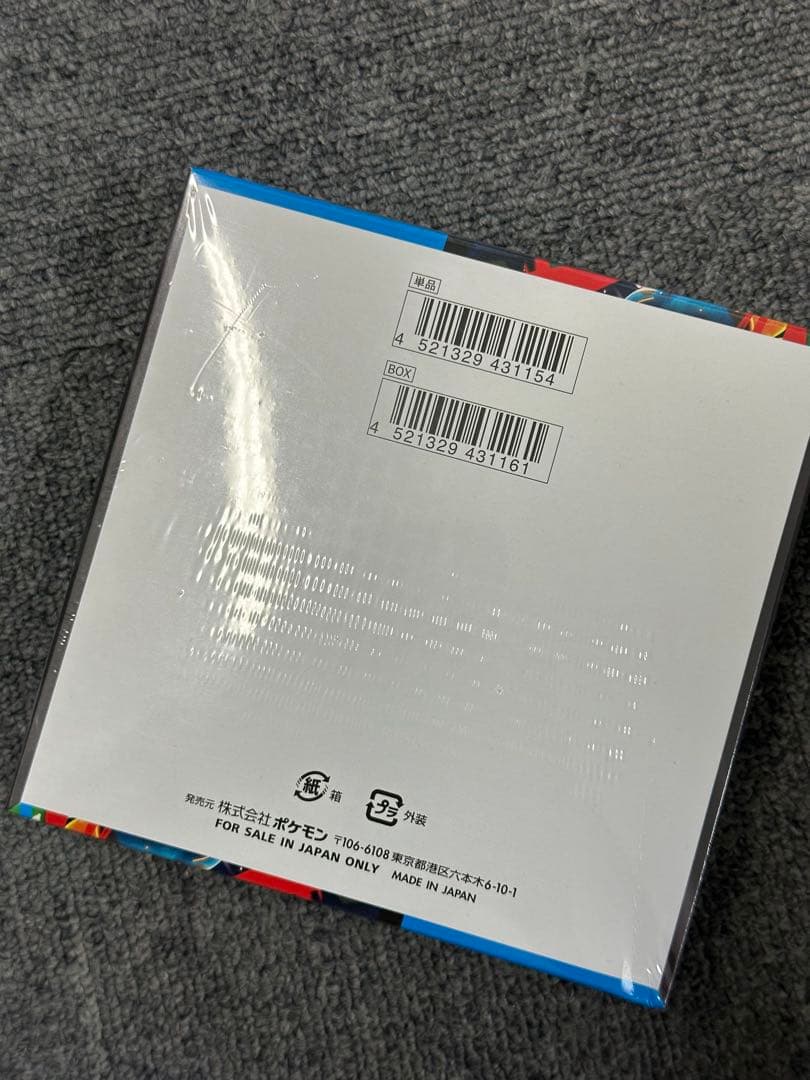 単品
4 521329 431154
BOX
4 521329 431161
紙 箱
プラ 外装
発売元 株式会社 ポケモン 〒106-6108 東京都港区六本木6-10-1
FOR SALE IN JAPAN ONLY MADE IN JAPAN